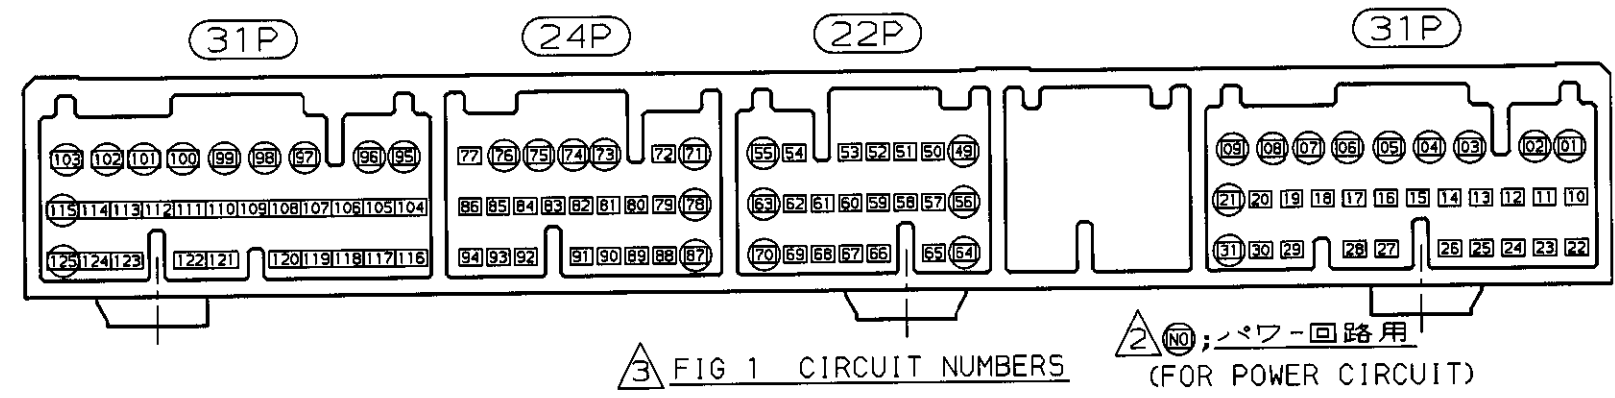 31P 24P 22P 31P
103 102 101 100 99 98 97 96 95 77 76 75 74 73 72 71 55 54 53 52 51 50 49 09 08 07 06 05 04 03 02 01
115 114 113 112 111 110 109 108 107 106 105 104 86 85 84 83 82 81 80 79 78 63 62 61 60 59 58 57 56 21 20 19 18 17 16 15 14 13 12 11 10
125 124 123 122 121 120 119 118 117 116 94 93 92 91 90 89 88 87 70 69 68 67 66 65 64 31 30 29 28 27 26 25 24 23 22
3 FIG 1 CIRCUIT NUMBERS
2 NO ; パワー回路用
(FOR POWER CIRCUIT)